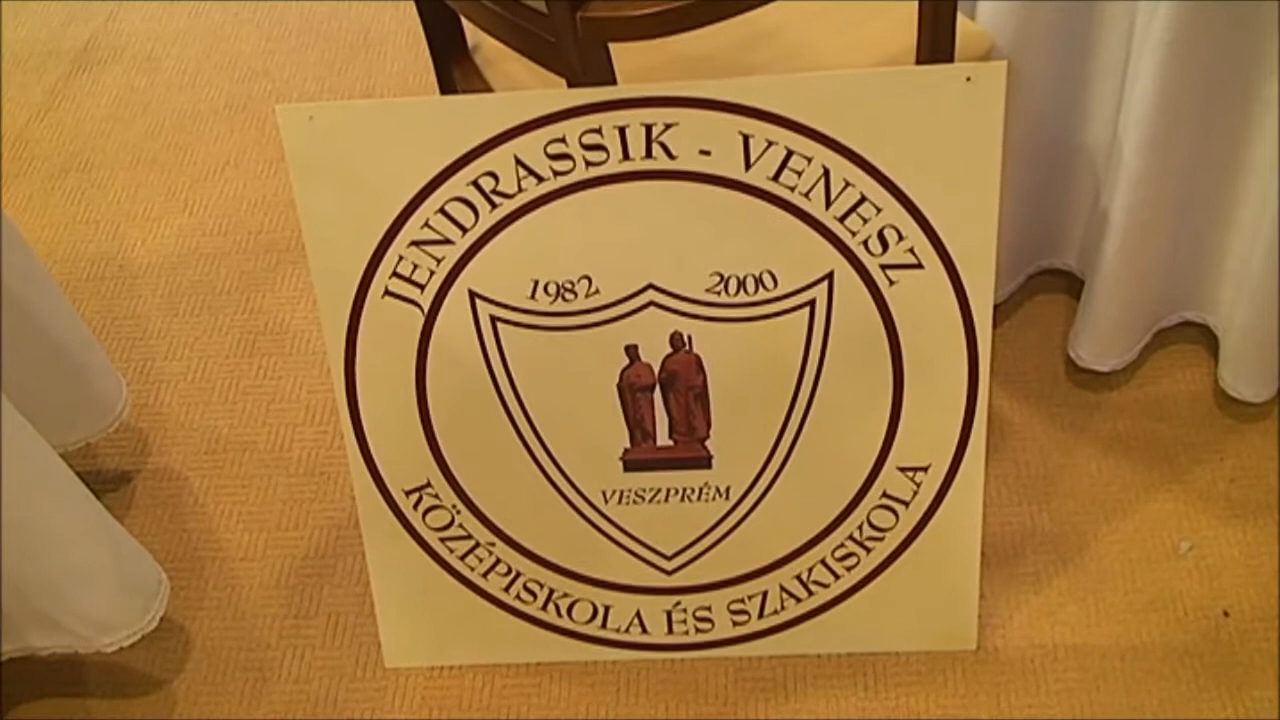 JENDRASSIK - VENESZ
1982 2000
VESZPRÉM
KÖZÉPISKOLA ÉS SZAKISKOLA